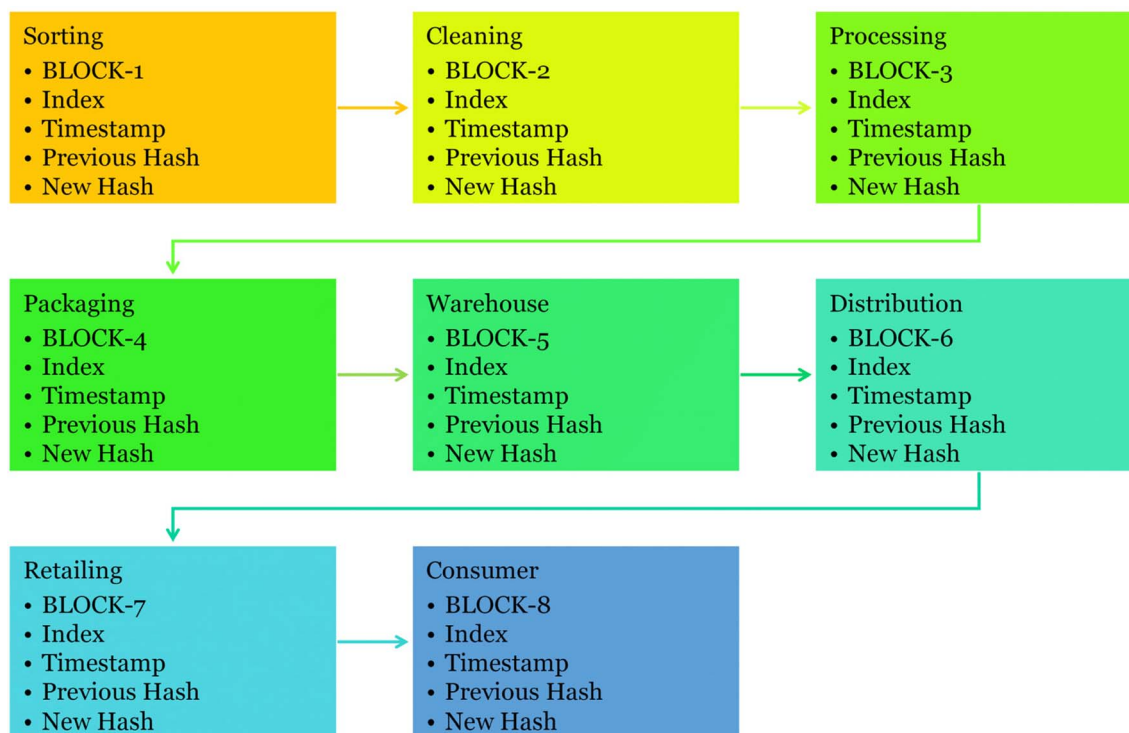 Sorting
• BLOCK-1
• Index
• Timestamp
• Previous Hash
• New Hash
Cleaning
• BLOCK-2
• Index
• Timestamp
• Previous Hash
• New Hash
Processing
• BLOCK-3
• Index
• Timestamp
• Previous Hash
• New Hash
Packaging
• BLOCK-4
• Index
• Timestamp
• Previous Hash
• New Hash
Warehouse
• BLOCK-5
• Index
• Timestamp
• Previous Hash
• New Hash
Distribution
• BLOCK-6
• Index
• Timestamp
• Previous Hash
• New Hash
Retailing
• BLOCK-7
• Index
• Timestamp
• Previous Hash
• New Hash
Consumer
• BLOCK-8
• Index
• Timestamp
• Previous Hash
• New Hash